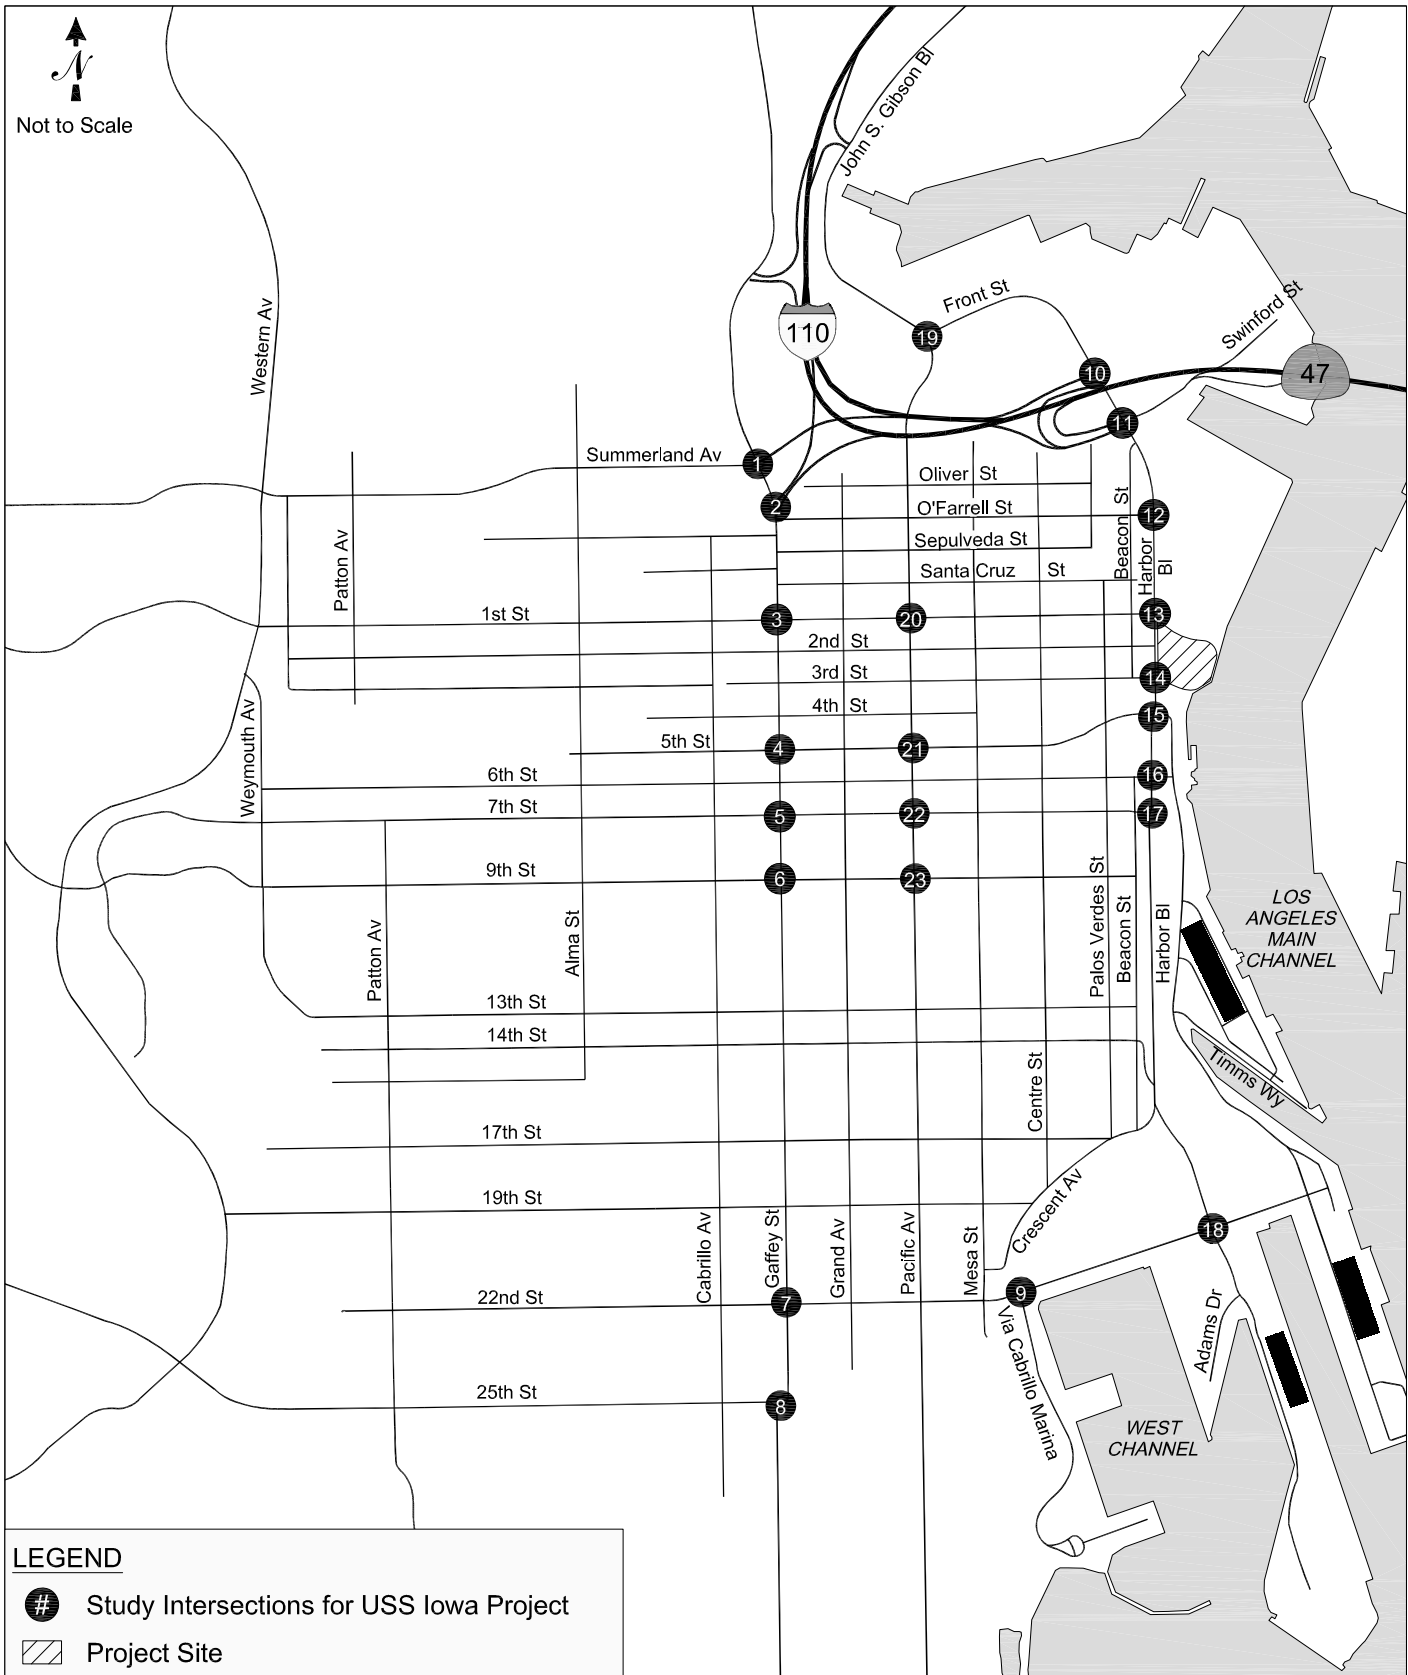 N
Not to Scale
John S. Gibson Bl
Western Av
Front St
Swinford St
110
19
10
47
11
Summerland Av
1
Oliver St
2
O'Farrell St
12
Patton Av
Sepulveda St
Beacon St
Harbor Bl
Santa Cruz St
1st St
3
20
13
2nd St
3rd St
14
4th St
15
Weymouth Av
5th St
4
21
6th St
16
7th St
5
22
17
9th St
6
23
Patton Av
Alma St
Palos Verdes St
Beacon St
Harbor Bl
LOS
ANGELES
MAIN
CHANNEL
13th St
14th St
Centre St
Timms Wy
17th St
19th St
Cabrillo Av
Gaffey St
Grand Av
Pacific Av
Mesa St
Crescent Av
18
22nd St
7
9
Via Cabrillo Marina
Adams Dr
25th St
8
WEST
CHANNEL
LEGEND
# Study Intersections for USS Iowa Project
Project Site